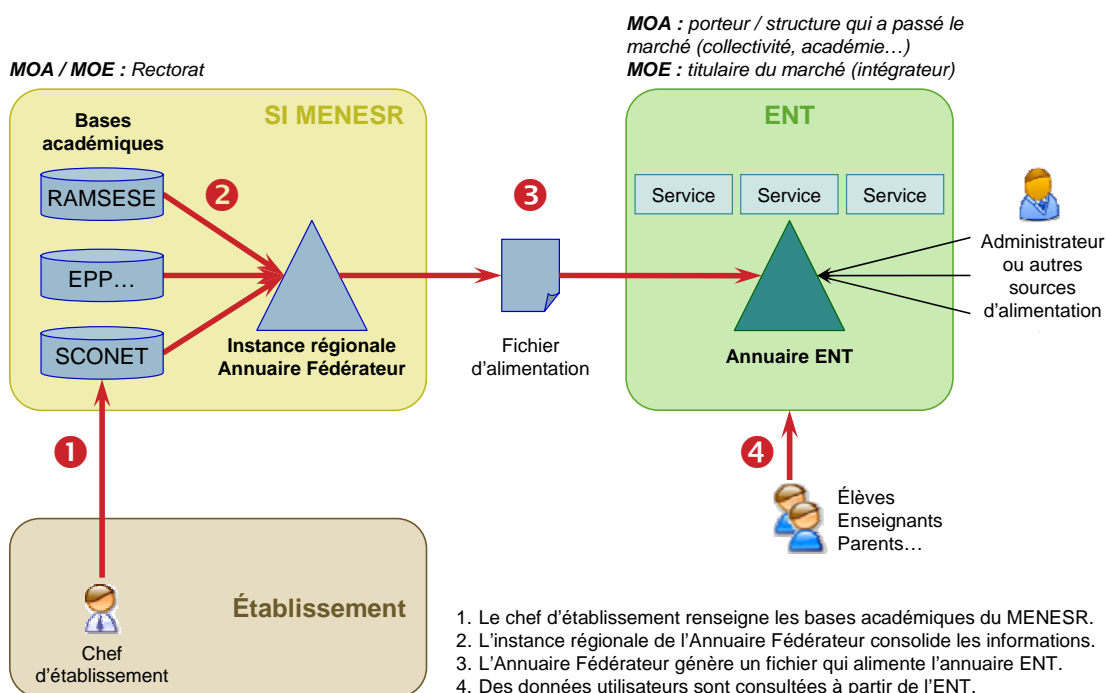 MOA : porteur / structure qui a passé le
marché (collectivité, académie…)
MOE : titulaire du marché (intégrateur)
MOA / MOE : Rectorat
SI MENESR
Bases
académiques
RAMSESE
EPP…
SCONET
2
Instance régionale
Annuaire Fédérateur
3
Fichier
d'alimentation
ENT
Service
Service
Service
Annuaire ENT
Administrateur
ou autres
sources
d'alimentation
1
4
Élèves
Enseignants
Parents…
Établissement
Chef
d'établissement
1. Le chef d'établissement renseigne les bases académiques du MENESR.
2. L'instance régionale de l'Annuaire Fédérateur consolide les informations.
3. L'Annuaire Fédérateur génère un fichier qui alimente l'annuaire ENT.
4. Des données utilisateurs sont consultées à partir de l'ENT.